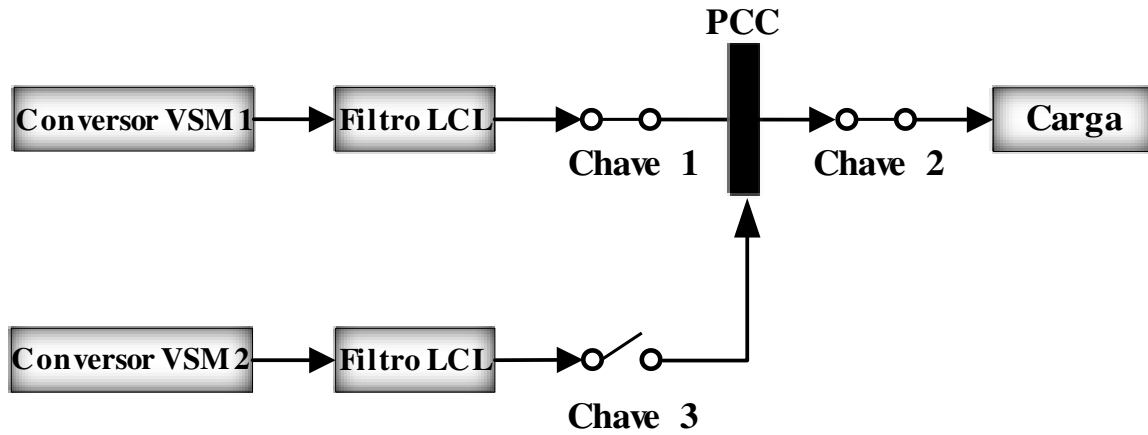 PCC
Conversor VSM 1
Filtro LCL
Chave 1
Chave 2
Carga
Conversor VSM 2
Filtro LCL
Chave 3